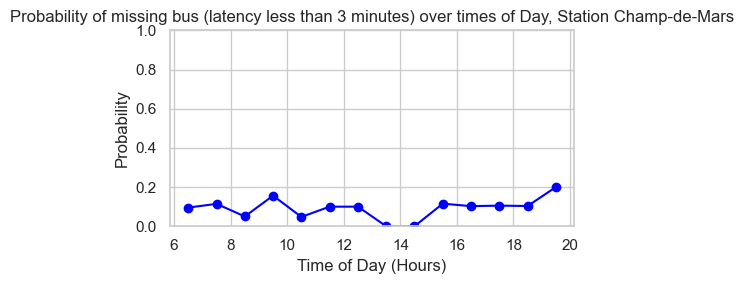 Probability of missing bus (latency less than 3 minutes) over times of Day, Station Champ-de-Mars
1.0
0.8
0.6
0.4
0.2
0.0
Probability
6 8 10 12 14 16 18 20
Time of Day (Hours)